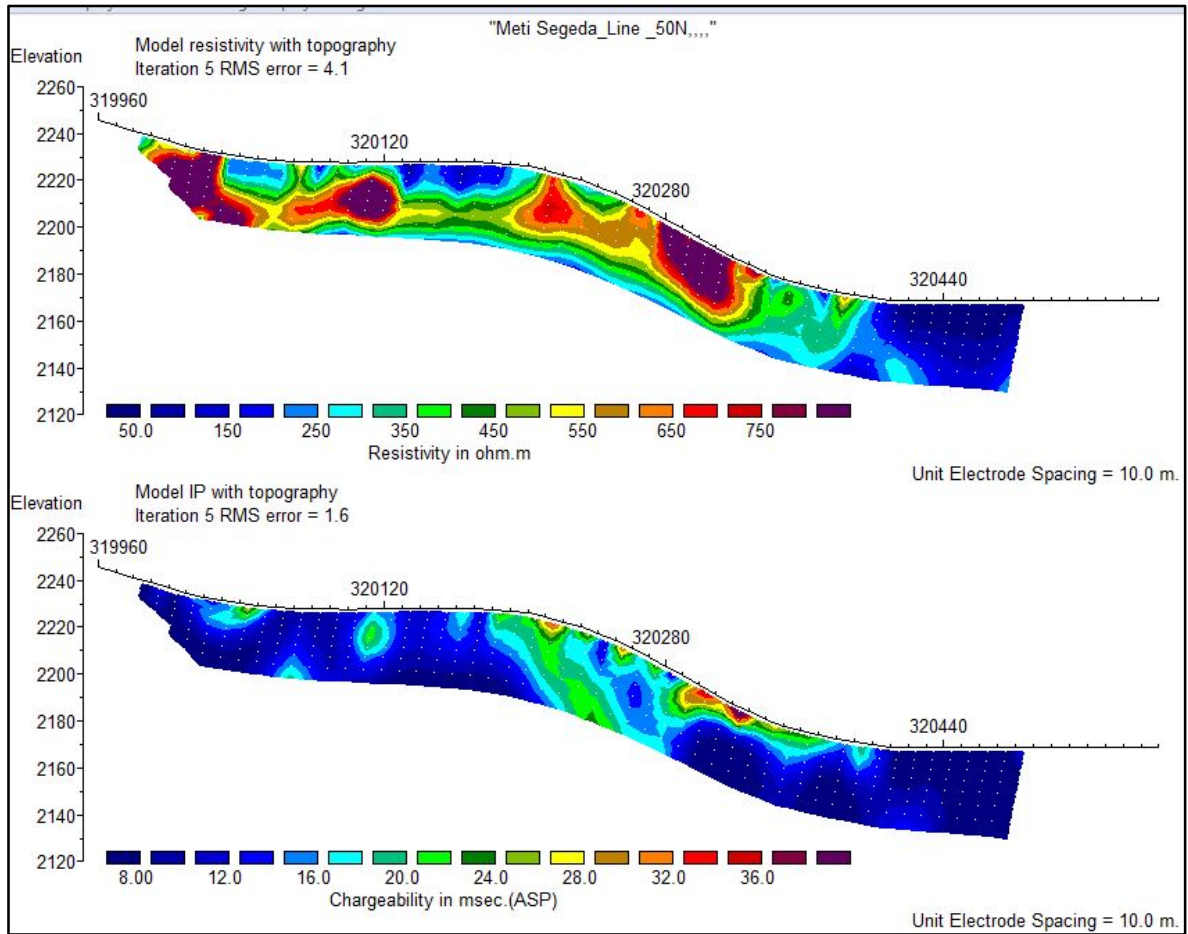 "Meti Segeda_Line _50N,,,,"
Model resistivity with topography
Elevation
Iteration 5 RMS error = 4.1
2260
319960
2240
320120
2220
320280
2200
2180
320440
2160
2140
2120
50.0 150 250 350 450 550 650 750
Resistivity in ohm.m
Unit Electrode Spacing = 10.0 m.
Model IP with topography
Elevation
Iteration 5 RMS error = 1.6
2260
319960
2240
320120
2220
320280
2200
2180
320440
2160
2140
2120
8.00 12.0 16.0 20.0 24.0 28.0 32.0 36.0
Chargeability in msec.(ASP)
Unit Electrode Spacing = 10.0 m.